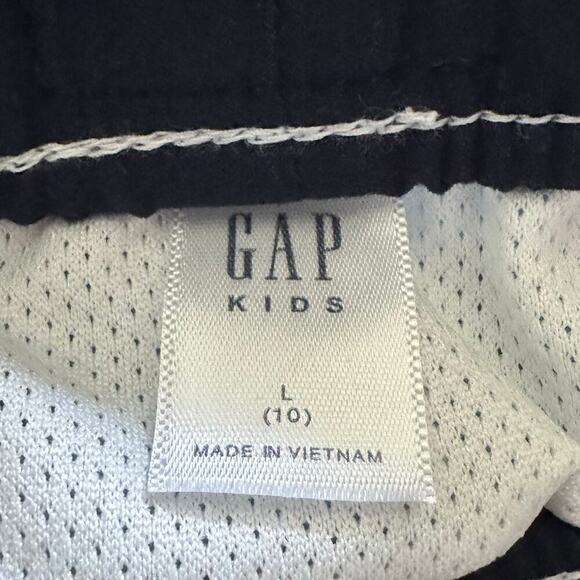 GAP
KIDS
L
(10)
MADE IN VIETNAM